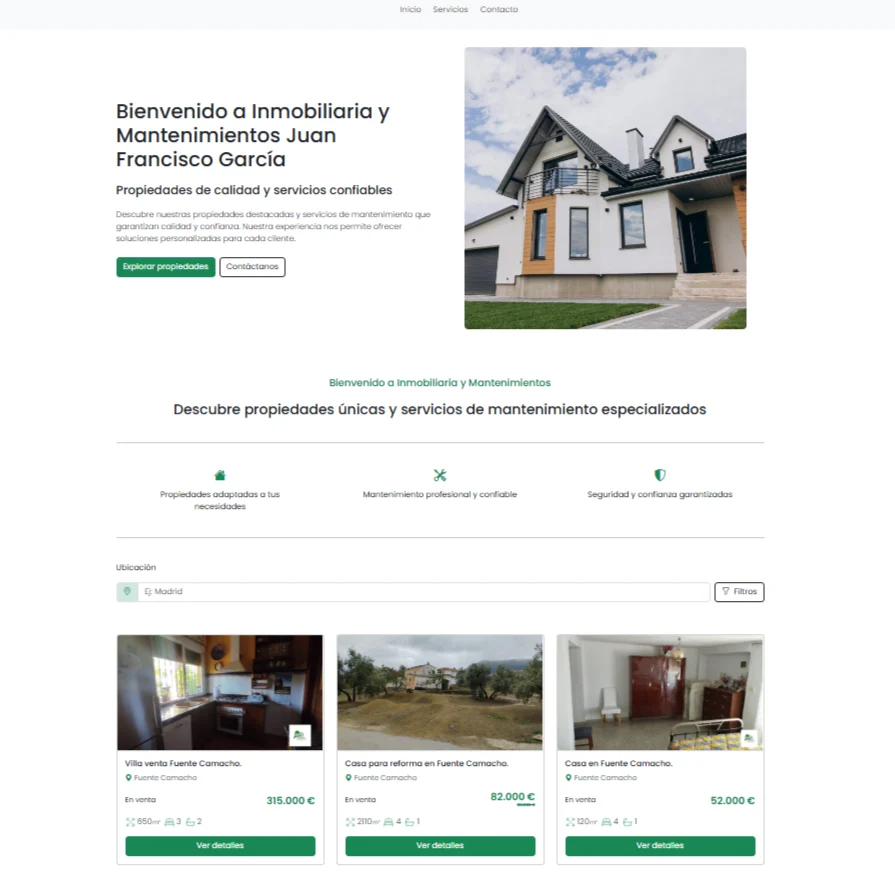 Inicio Servicios Contacto
Bienvenido a Inmobiliaria y
Mantenimientos Juan
Francisco García
Propiedades de calidad y servicios confiables
Descubre nuestras propiedades destacadas y servicios de mantenimiento que
garantizan calidad y confianza. Nuestra experiencia nos permite ofrecer
soluciones personalizadas para cada cliente.
Explorar propiedades Contáctanos
Bienvenido a Inmobiliaria y Mantenimientos
Descubre propiedades únicas y servicios de mantenimiento especializados
Propiedades adaptadas a tus
necesidades
Mantenimiento profesional y confiable
Seguridad y confianza garantizadas
Ubicación
Ej: Madrid Filtros
Villa venta Fuente Camacho.
Fuente Camacho
En venta 315.000 €
650m² 3 2
Ver detalles
Casa para reforma en Fuente Camacho.
Fuente Camacho
En venta 82.000 €
2110m² 4 1
Ver detalles
Casa en Fuente Camacho.
Fuente Camacho
En venta 52.000 €
120m² 4 1
Ver detalles